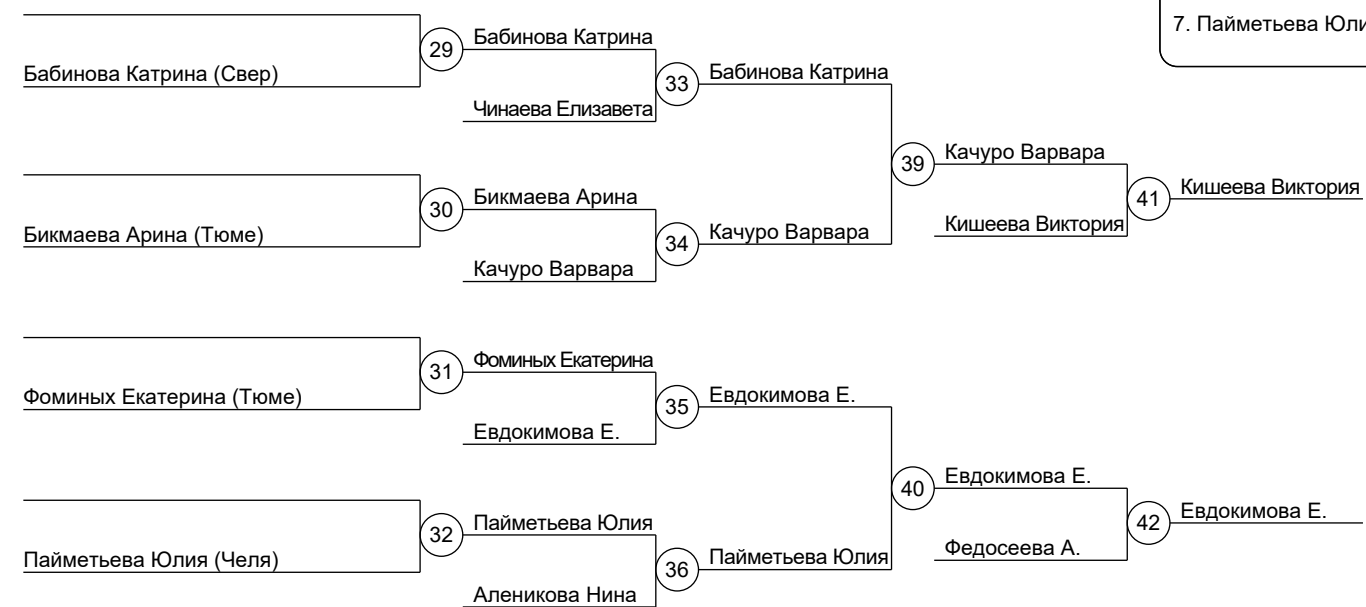 7. Пайметьева Юли
29
Бабинова Катрина
Бабинова Катрина (Свер)
33
Бабинова Катрина
Чинаева Елизавета
39
Качуро Варвара
30
Бикмаева Арина
41
Кишеева Виктория
Бикмаева Арина (Тюме)
34
Качуро Варвара
Кишеева Виктория
Качуро Варвара
31
Фоминых Екатерина
Фоминых Екатерина (Тюме)
35
Евдокимова Е.
Евдокимова Е.
40
Евдокимова Е.
32
Пайметьева Юлия
42
Евдокимова Е.
Пайметьева Юлия (Челя)
36
Пайметьева Юлия
Федосеева А.
Аленикова Нина